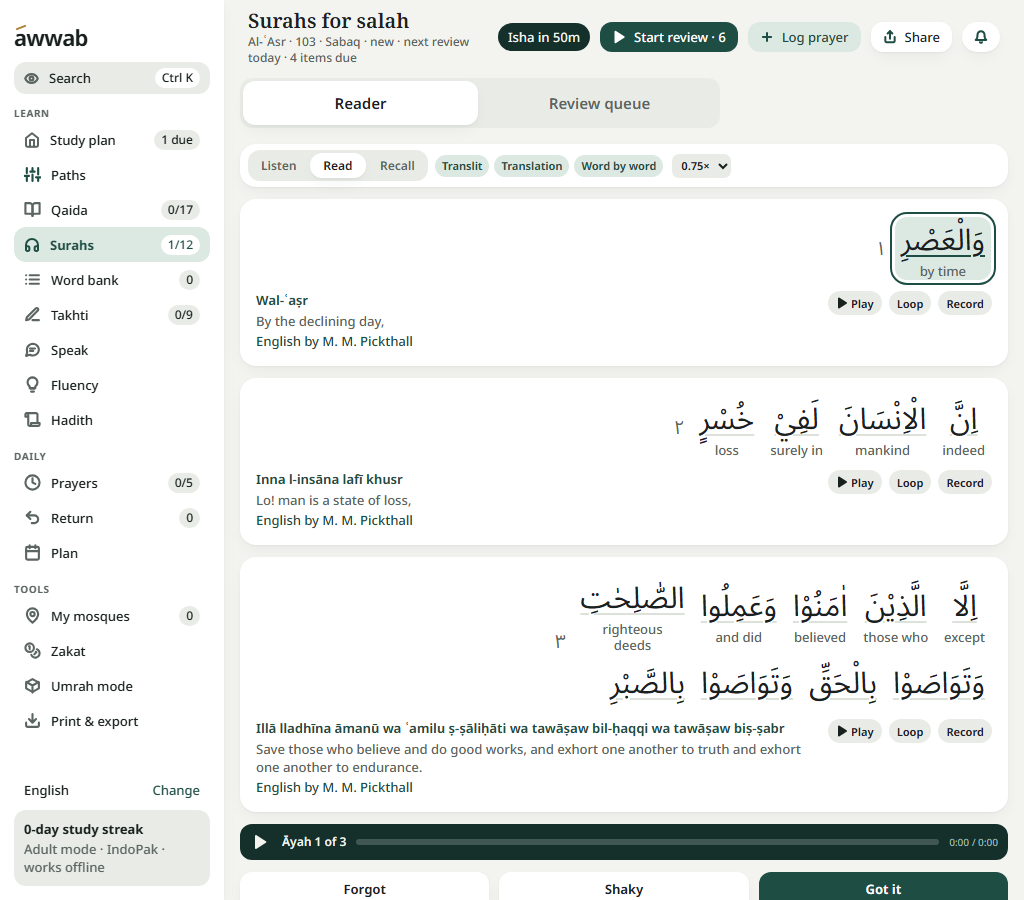 awwab
Search Ctrl K
LEARN
Study plan 1 due
Paths
Qaida 0/17
Surahs 1/12
Word bank 0
Takhti 0/9
Speak
Fluency
Hadith
DAILY
Prayers 0/5
Return 0
Plan
TOOLS
My mosques 0
Zakat
Umrah mode
Print & export
English Change
0-day study streak
Adult mode · IndoPak ·
works offline
Surahs for salah
Al-ʿAsr · 103 · Sabaq · new · next review
today · 4 items due
Isha in 50m
Start review · 6
+ Log prayer
Share
Reader
Review queue
Listen Read Recall Translit Translation Word by word 0.75×
وَالْعَصْرِ ١
by time
Play Loop Record
Wal-ʿaṣr
By the declining day,
English by M. M. Pickthall
اِنَّ الْاِنْسَانَ لَفِيْ خُسْرٍ ٢
indeed mankind surely in loss
Play Loop Record
Inna l-insāna lafī khusr
Lo! man is a state of loss,
English by M. M. Pickthall
اِلَّا الَّذِيْنَ اٰمَنُوْا وَعَمِلُوا الصّٰلِحٰتِ ٣
except those who believed and did righteous deeds
وَتَوَاصَوْا بِالْحَقِّ وَتَوَاصَوْا بِالصَّبْرِ
Play Loop Record
Illā lladhīna āmanū wa ʿamilu ṣ-ṣāliḥāti wa tawāṣaw bil-ḥaqqi wa tawāṣaw biṣ-ṣabr
Save those who believe and do good works, and exhort one another to truth and exhort
one another to endurance.
English by M. M. Pickthall
Āyah 1 of 3 0:00 / 0:00
Forgot Shaky Got it